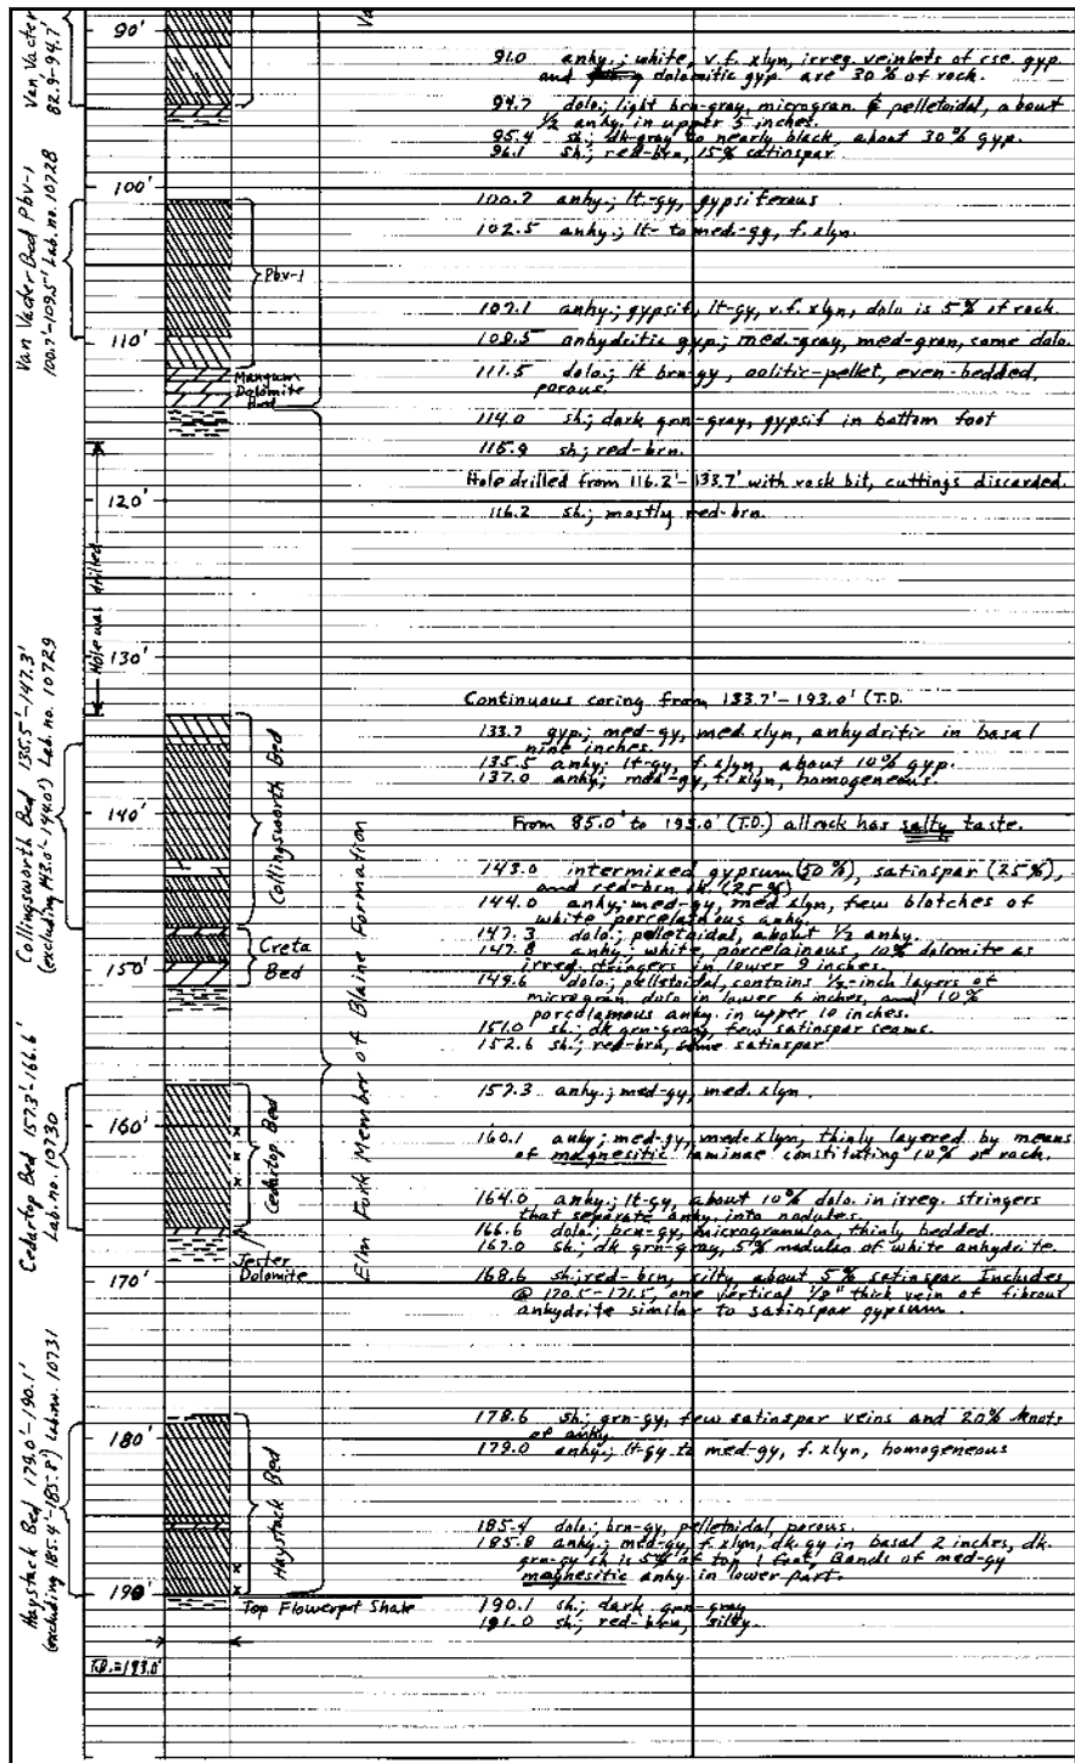 Van Vacter
82.9-94.7'
Va
90'
91.0 anhy.; white, v.f. xlyn, irreg. veinlets of cse. gyp.
and dolomitic gyp. are 30% of rock.
94.7 dolo.; light brn-gray, microgran. & pelletoidal, about
1/2 anhy. in upper 5 inches.
95.4 sh.; dk-gray to nearly black, about 30% gyp.
96.1 sh.; red-brn, 15% satinspar
100'
Van Vacter Bed Pbv-1
100.7'-109.5' Lab. no. 10728
100.7 anhy.; lt.-gy, gypsiferous
102.5 anhy.; lt- to med.-gy, f. xlyn.
Pbv-1
107.1 anhy.; gypsif, lt-gy, v.f. xlyn, dolo is 5% of rock.
110'
109.5 anhydritic gyp.; med.-gray, med-gran, some dolo.
111.5 dolo.; lt brn-gy, oolitic-pellet, even-bedded,
porous.
Mangum
Dolomite
Bed
114.0 sh.; dark grn-gray, gypsif in bottom foot
115.9 sh.; red-brn.
Hole drilled from 116.2'-133.7' with rock bit, cuttings discarded.
120'
116.2 sh.; mostly red-brn.
Hole was drilled
130'
Continuous coring from 133.7'-193.0' (T.D.
Collingsworth Bed 135.5'-147.3'
(excluding 143.0'-144.0') Lab. no. 10729
133.7 gyp.; med-gy, med xlyn, anhydritic in basal
nine inches.
135.5 anhy; lt-gy, f. xlyn, about 10% gyp.
137.0 anhy; med-gy, f. xlyn, homogeneous.
Collingsworth Bed
140'
From 85.0' to 193.0' (T.D.) all rock has salty taste.
143.0 intermixed gypsum (50%), satinspar (25%),
and red-brn sh. (25%)
144.0 anhy; med-gy, med xlyn, few blotches of
white porcelainous anhy.
147.3 dolo.; pelletoidal, about 1/2 anhy.
147.8 anhy; white, porcelainous, 10% dolomite as
irreg. stringers in lower 9 inches.
Creta
Bed
150'
149.6 dolo.; pelletoidal, contains 1/2-inch layers of
microgran. dolo in lower 6 inches, and 10%
porcelainous anhy. in upper 10 inches.
151.0 sh.; dk grn-gray, few satinspar seams.
152.6 sh.; red-brn, some satinspar
Elm Fork Member of Blaine Formation
Cedartop Bed 157.3'-166.6'
Lab. no. 10730
157.3 anhy.; med-gy, med. xlyn.
Cedartop Bed
160'
160.1 anhy; med-gy, med. xlyn, thinly layered by means
of magnesitic laminae constituting 10% of rock.
164.0 anhy.; lt-gy, about 10% dolo. in irreg. stringers
that separate anhy. into nodules.
166.6 dolo.; brn-gy, microgranular, thinly bedded.
167.0 sh.; dk grn-gray, 5% nodules of white anhydrite.
Jester
Dolomite
170'
168.6 sh; red-brn, silty, about 5% satinspar. Includes,
@ 170.5-171.5, one vertical 1/8" thick vein of fibrous
anhydrite similar to satinspar gypsum.
Haystack Bed 179.0'-190.1'
(excluding 185.4'-185.8') Lab. no. 10731
178.6 sh; grn-gy, few satinspar veins and 20% knots
of anhy.
180'
179.0 anhy.; lt-gy to med-gy, f. xlyn, homogeneous
Haystack Bed
185.4 dolo.; brn-gy, pelletoidal, porous.
185.8 anhy.; med-gy, f. xlyn, dk. gy in basal 2 inches, dk.
grn-gy sh is 5% of top 1 foot, Bands of med-gy
magnesitic anhy. in lower part.
190'
Top Flowerpot Shale
190.1 sh.; dark grn-gray
191.0 sh.; red-brn, silty.
T.D.=193.0'